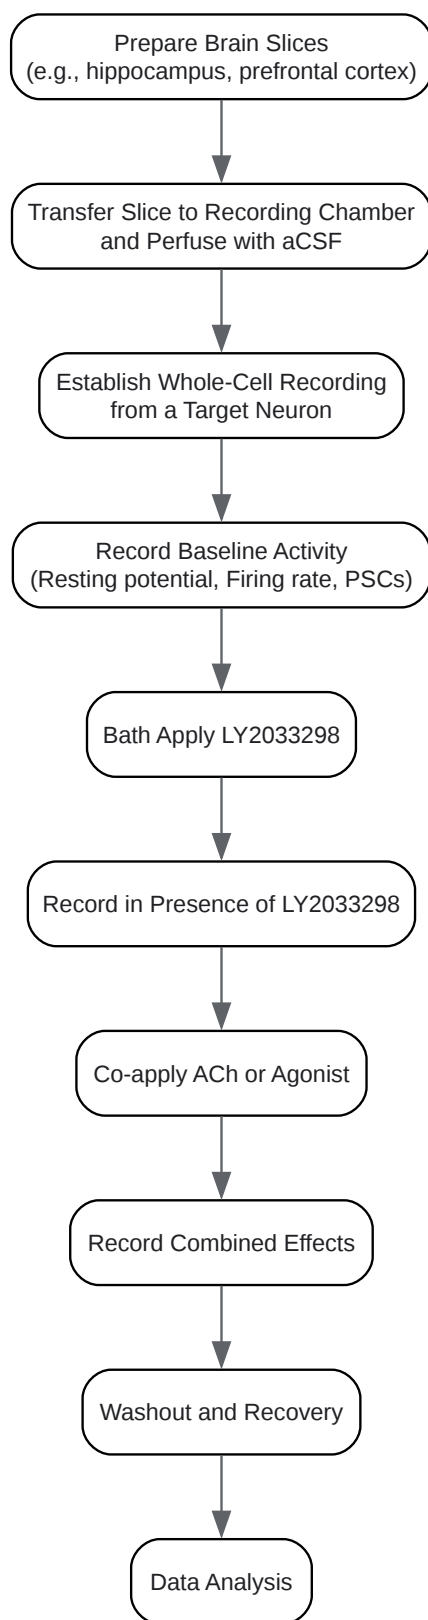 Prepare Brain Slices
(e.g., hippocampus, prefrontal cortex)
Transfer Slice to Recording Chamber
and Perfuse with aCSF
Establish Whole-Cell Recording
from a Target Neuron
Record Baseline Activity
(Resting potential, Firing rate, PSCs)
Bath Apply LY2033298
Record in Presence of LY2033298
Co-apply ACh or Agonist
Record Combined Effects
Washout and Recovery
Data Analysis